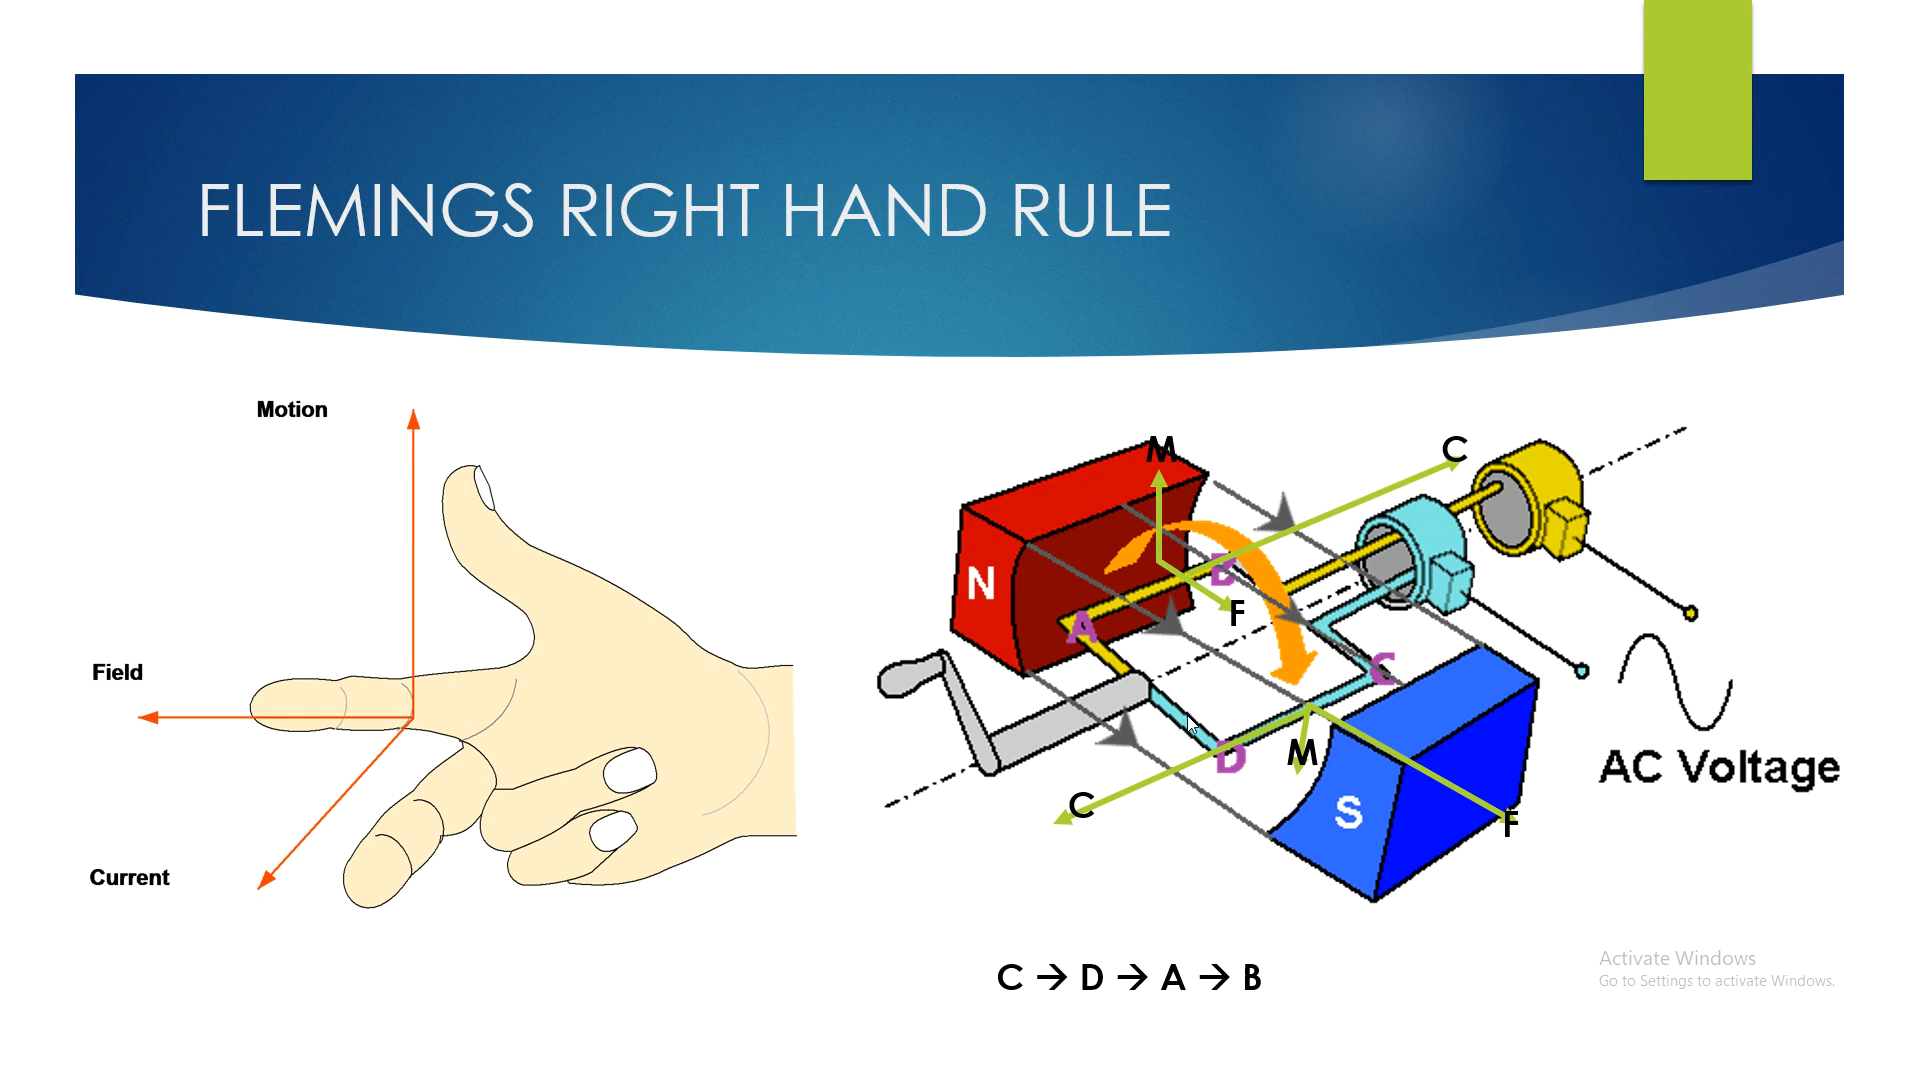 FLEMINGS RIGHT HAND RULE
Motion
Field
Current
M
C
N
B
F
A
C
D
M
C
S
F
AC Voltage
C → D → A → B
Activate Windows
Go to Settings to activate Windows.